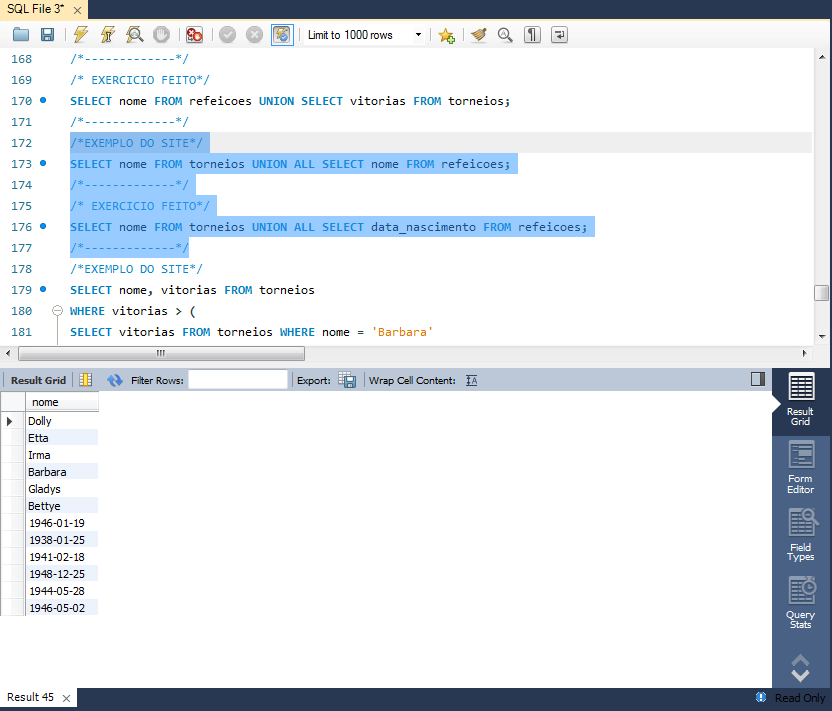 SQL File 3*
Limit to 1000 rows
168 /*-------------*/
169 /* EXERCICIO FEITO*/
170 SELECT nome FROM refeicoes UNION SELECT vitorias FROM torneios;
171 /*-------------*/
172 /*EXEMPLO DO SITE*/
173 SELECT nome FROM torneios UNION ALL SELECT nome FROM refeicoes;
174 /*-------------*/
175 /* EXERCICIO FEITO*/
176 SELECT nome FROM torneios UNION ALL SELECT data_nascimento FROM refeicoes;
177 /*-------------*/
178 /*EXEMPLO DO SITE*/
179 SELECT nome, vitorias FROM torneios
180 WHERE vitorias > (
181 SELECT vitorias FROM torneios WHERE nome = 'Barbara'
Result Grid Filter Rows: Export: Wrap Cell Content:
nome
Dolly
Etta
Irma
Barbara
Gladys
Bettye
1946-01-19
1938-01-25
1941-02-18
1948-12-25
1944-05-28
1946-05-02
Result
Grid
Form
Editor
Field
Types
Query
Stats
Result 45
Read Only